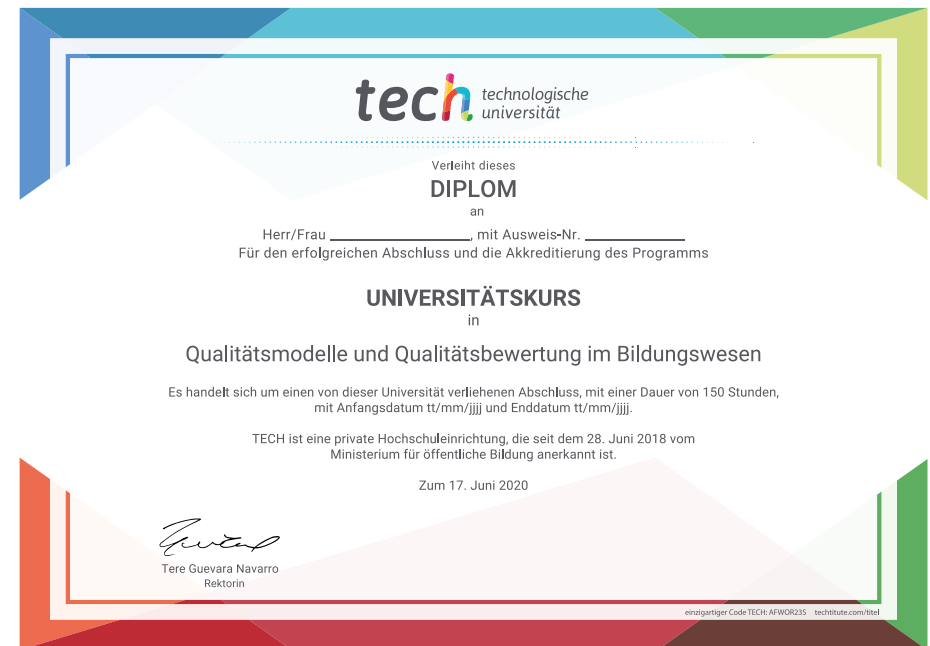 tech technologische
universität
Verleiht dieses
DIPLOM
an
Herr/Frau ____________________, mit Ausweis-Nr. ______________
Für den erfolgreichen Abschluss und die Akkreditierung des Programms
UNIVERSITÄTSKURS
in
Qualitätsmodelle und Qualitätsbewertung im Bildungswesen
Es handelt sich um einen von dieser Universität verliehenen Abschluss, mit einer Dauer von 150 Stunden,
mit Anfangsdatum tt/mm/jjjj und Enddatum tt/mm/jjjj.
TECH ist eine private Hochschuleinrichtung, die seit dem 28. Juni 2018 vom
Ministerium für öffentliche Bildung anerkannt ist.
Zum 17. Juni 2020
Tere Guevara Navarro
Rektorin
einzigartiger Code TECH: AFWOR23S techtitute.com/titel